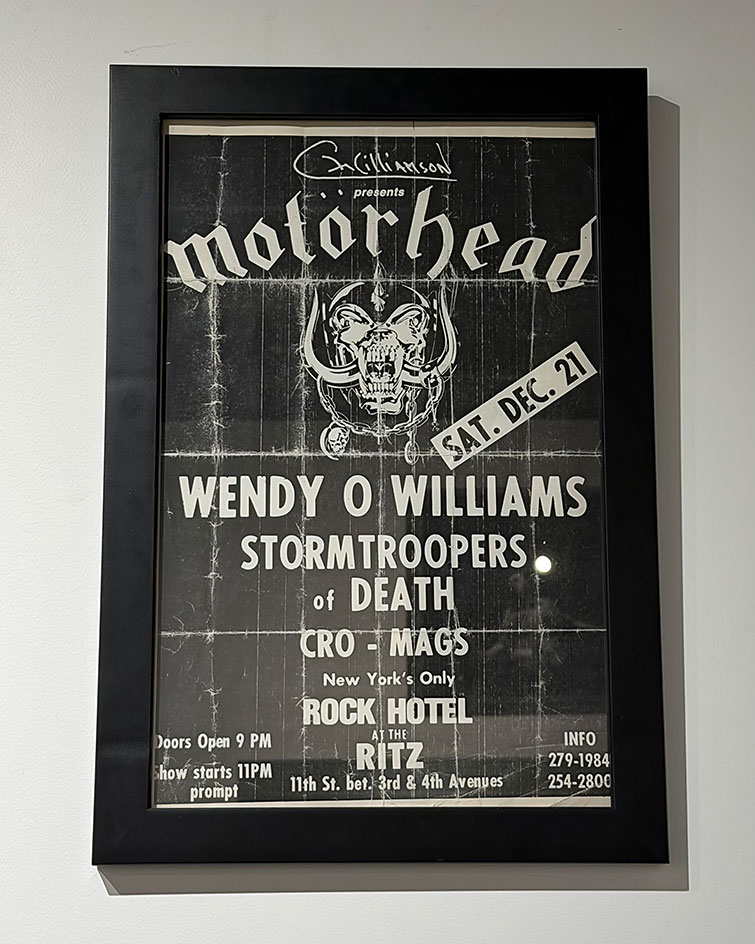 GWilliamson
presents
motörhead
SAT. DEC. 21
WENDY O WILLIAMS
STORMTROOPERS
of DEATH
CRO - MAGS
New York's Only
ROCK HOTEL
AT THE
RITZ
11th St. bet. 3rd & 4th Avenues
Doors Open 9 PM
Show starts 11PM
prompt
INFO
279-1984
254-2800